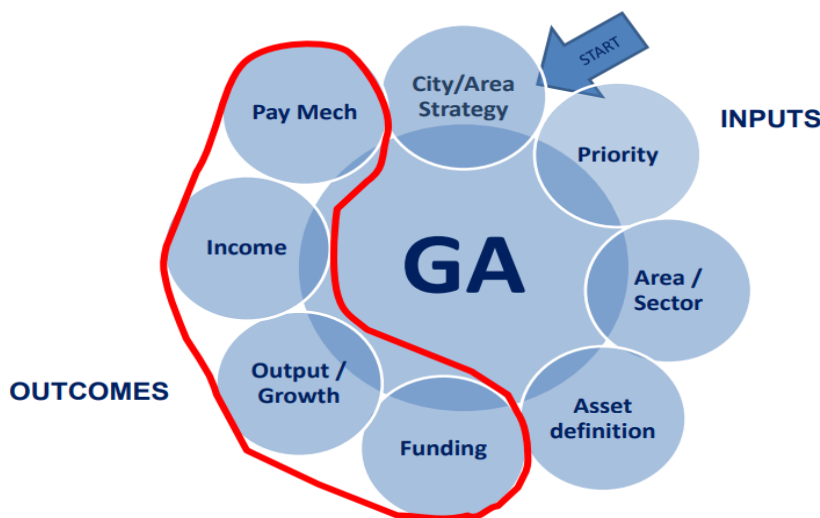 START
City/Area
Strategy
INPUTS
Priority
Area /
Sector
Asset
definition
Funding
Output /
Growth
Income
Pay Mech
GA
OUTCOMES